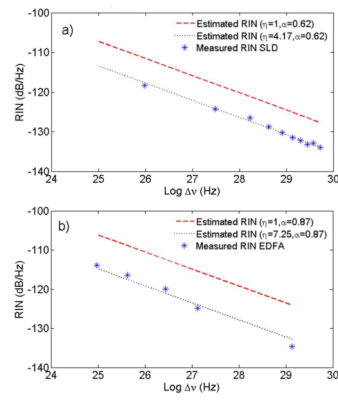 a)
Estimated RIN (η=1,α=0.62)
Estimated RIN (η=4.17,α=0.62)
Measured RIN SLD
RIN (dB/Hz)
-100
-110
-120
-130
-140
24 25 26 27 28 29 30
Log Δν (Hz)
b)
Estimated RIN (η=1,α=0.87)
Estimated RIN (η=7.25,α=0.87)
Measured RIN EDFA
RIN (dB/Hz)
-100
-110
-120
-130
-140
24 25 26 27 28 29 30
Log Δν (Hz)